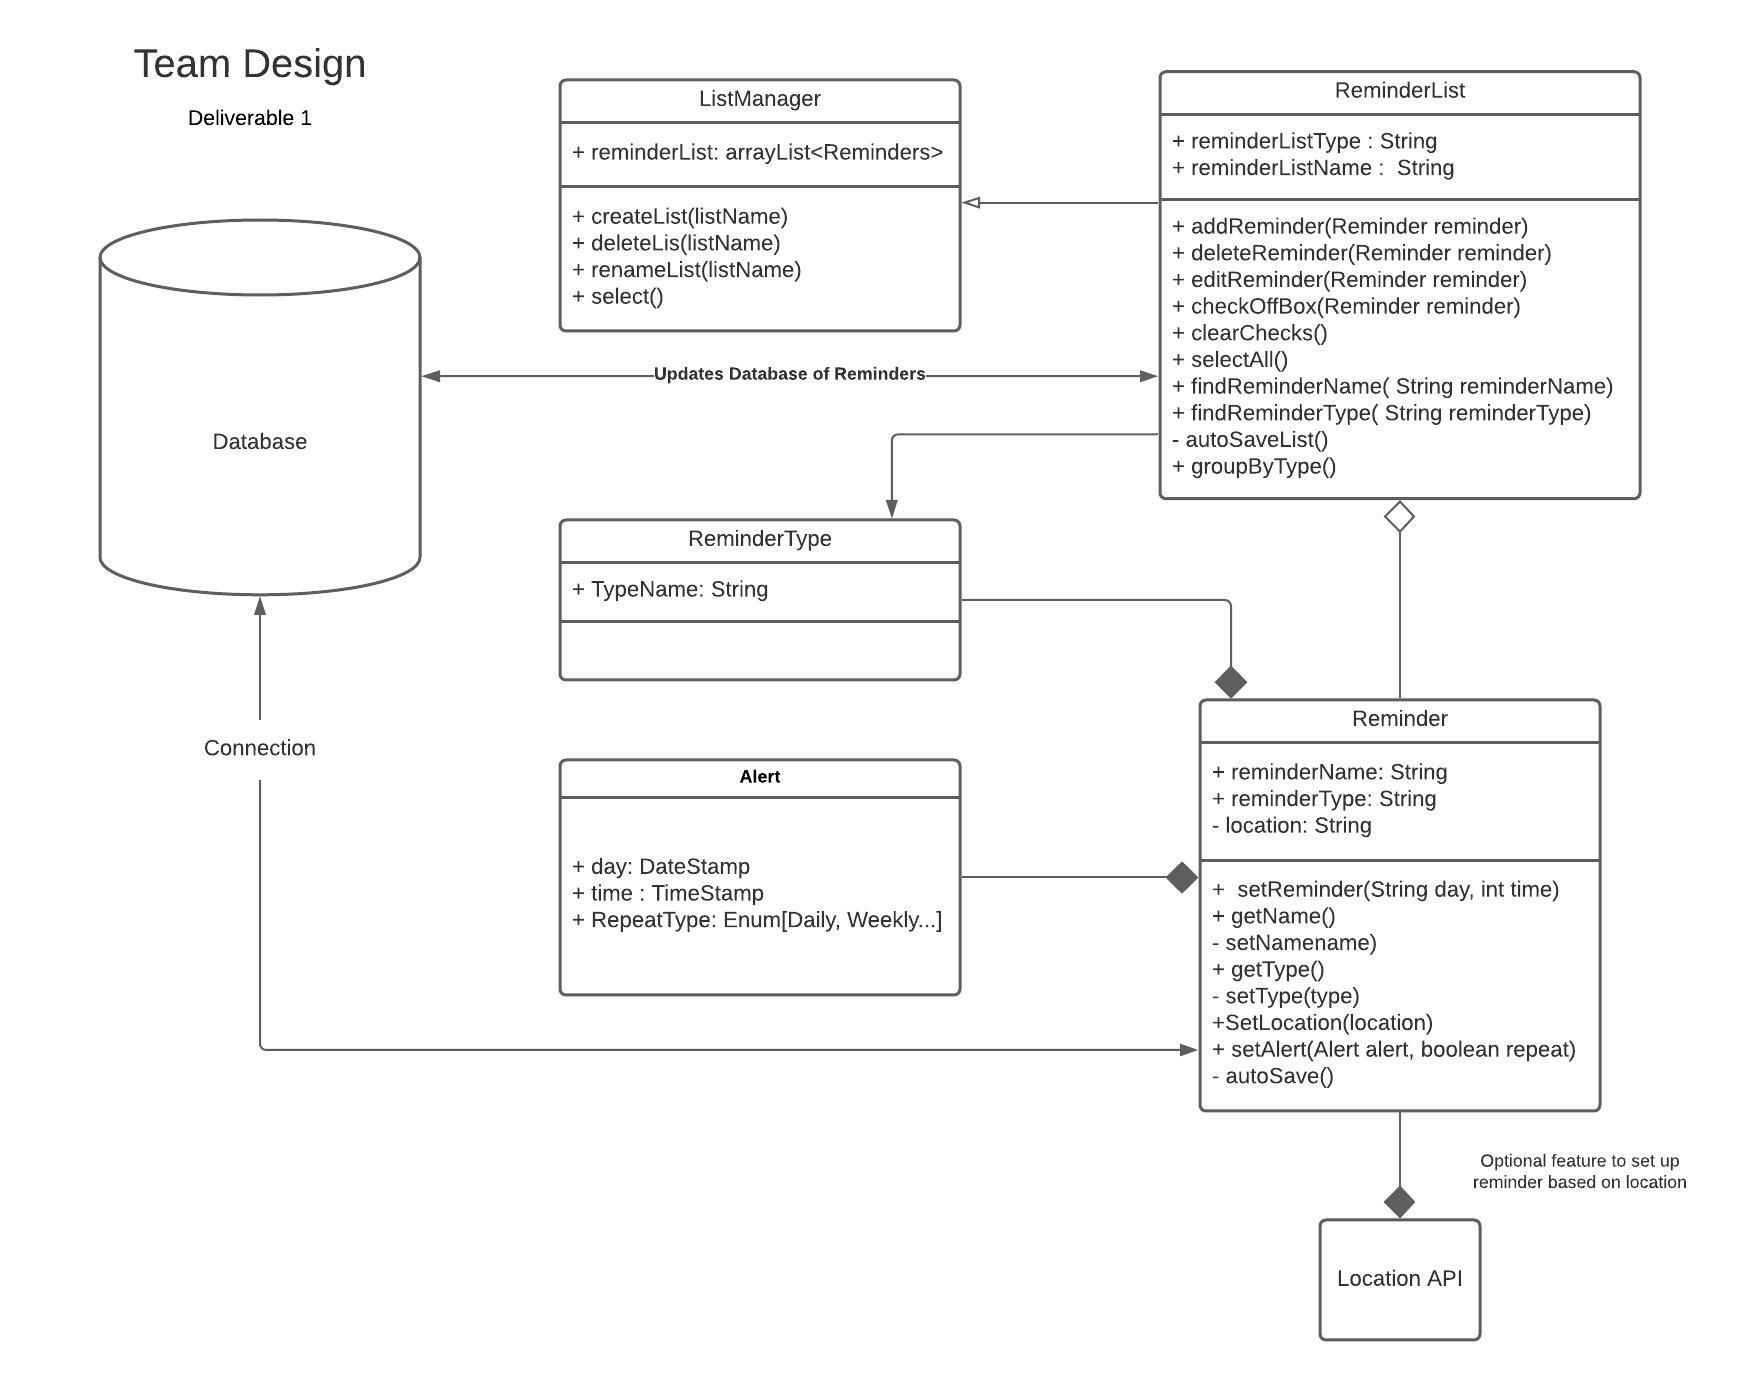 Team Design
Deliverable 1
ListManager
+ reminderList: arrayList<Reminders>
+ createList(listName)
+ deleteLis(listName)
+ renameList(listName)
+ select()
ReminderList
+ reminderListType : String
+ reminderListName :  String
+ addReminder(Reminder reminder)
+ deleteReminder(Reminder reminder)
+ editReminder(Reminder reminder)
+ checkOffBox(Reminder reminder)
+ clearChecks()
+ selectAll()
+ findReminderName( String reminderName)
+ findReminderType( String reminderType)
- autoSaveList()
+ groupByType()
Updates Database of Reminders
Database
ReminderType
+ TypeName: String
Connection
Alert
+ day: DateStamp
+ time : TimeStamp
+ RepeatType: Enum[Daily, Weekly...]
Reminder
+ reminderName: String
+ reminderType: String
- location: String
+  setReminder(String day, int time)
+ getName()
- setNamename)
+ getType()
- setType(type)
+SetLocation(location)
+ setAlert(Alert alert, boolean repeat)
- autoSave()
Optional feature to set up
reminder based on location
Location API